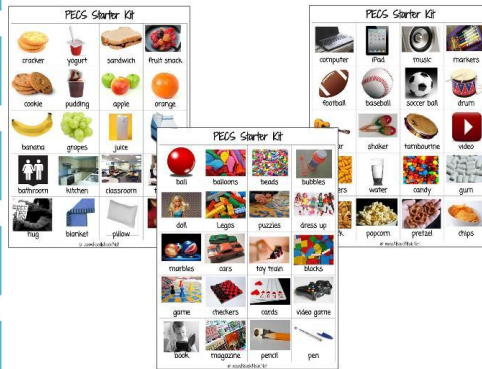 PECS Starter Kit
cracker yogurt sandwich fruit snack
cookie pudding apple orange
banana grapes juice
bathroom kitchen classroom
hug blanket pillow
PECS Starter Kit
computer iPad music markers
football baseball soccer ball drum
shaker tambourine video
water candy gum
popcorn pretzel chips
PECS Starter Kit
ball balloons beads bubbles
doll Legos puzzles dress up
marbles cars toy train blocks
game checkers cards video game
book magazine pencil pen